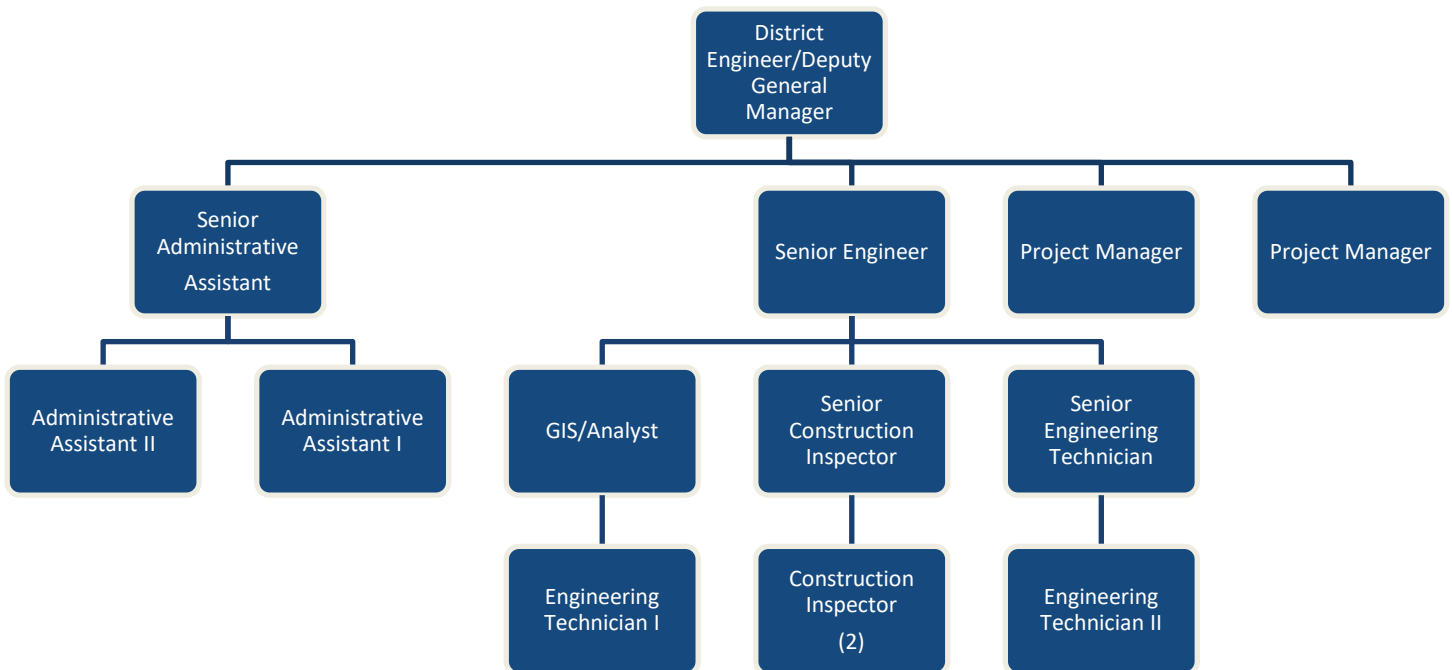 District
Engineer/Deputy
General
Manager
Senior
Administrative
Assistant
Senior Engineer
Project Manager
Project Manager
Administrative
Assistant II
Administrative
Assistant I
GIS/Analyst
Senior
Construction
Inspector
Senior
Engineering
Technician
Engineering
Technician I
Construction
Inspector
(2)
Engineering
Technician II